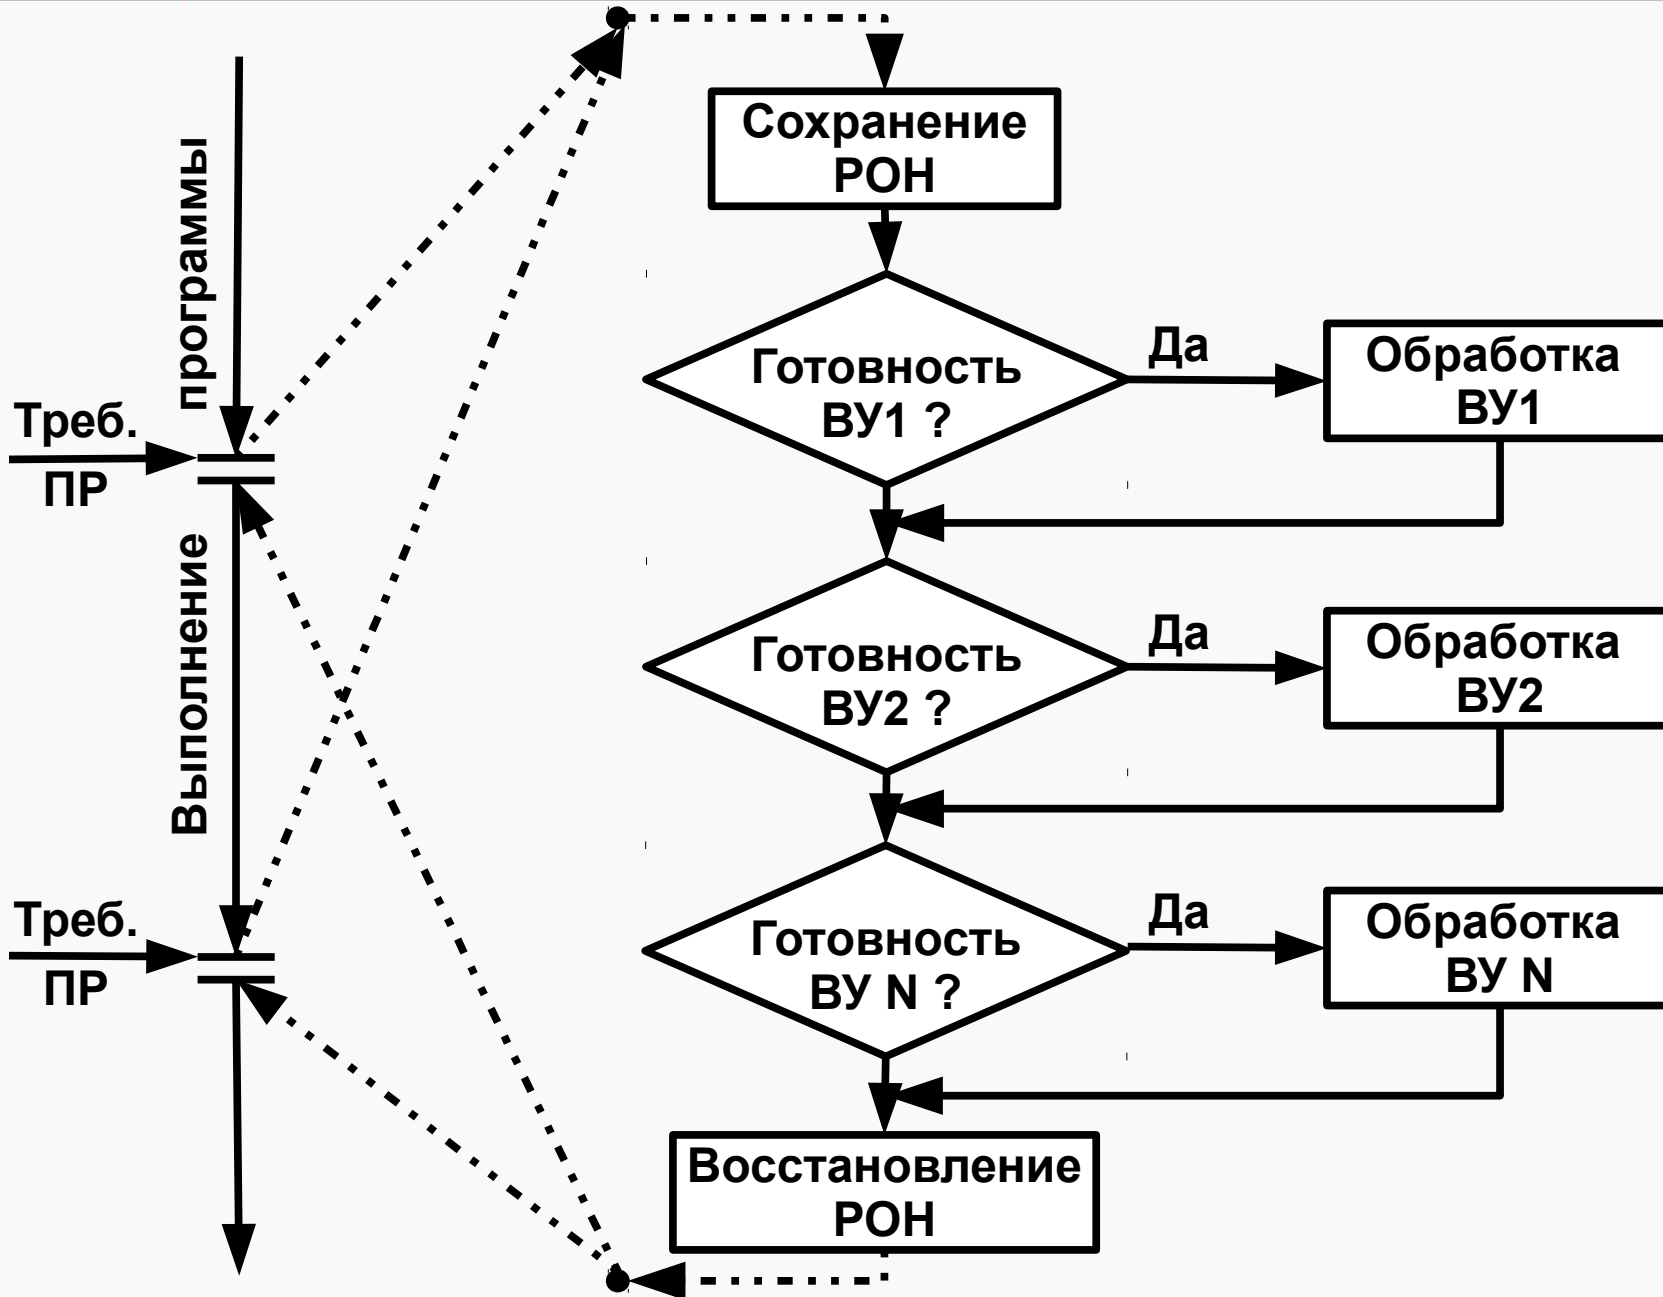 Сохранение
РОН
программы
Готовность
ВУ1 ?
Да
Обработка
ВУ1
Треб.
ПР
Выполнение
Готовность
ВУ2 ?
Да
Обработка
ВУ2
Треб.
ПР
Готовность
ВУ N ?
Да
Обработка
ВУ N
Восстановление
РОН